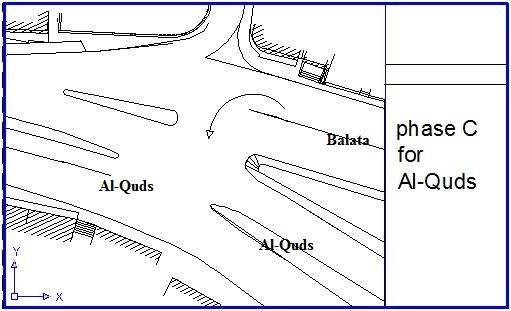 Balata
Al-Quds
Al-Quds
Y
X
phase C
for
Al-Quds